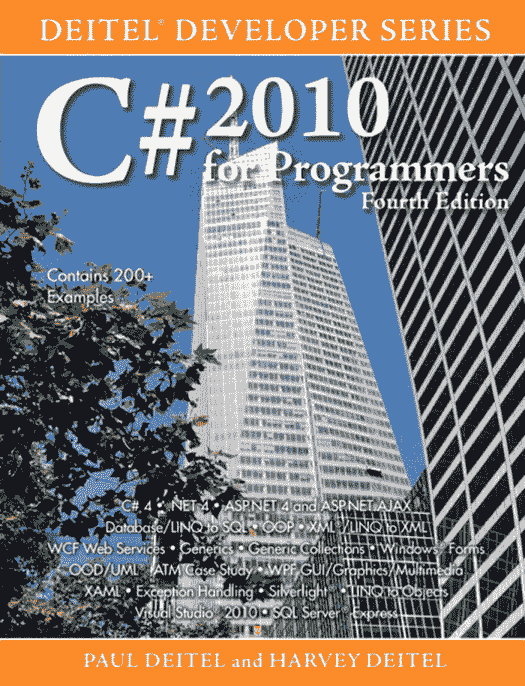 DEITEL® DEVELOPER SERIES
C# 2010
for Programmers
Fourth Edition
Contains 200+
Examples
C# 4 • .NET 4 • ASP.NET 4 and ASP.NET AJAX
Database/LINQ to SQL • OOP • XML /LINQ to XML
WCF Web Services • Generics • Generic Collections • Windows Forms
OOD/UML ATM Case Study • WPF GUI/Graphics/Multimedia
XAML • Exception Handling • Silverlight • LINQ to Objects
Visual Studio 2010 • SQL Server Express
PAUL DEITEL and HARVEY DEITEL